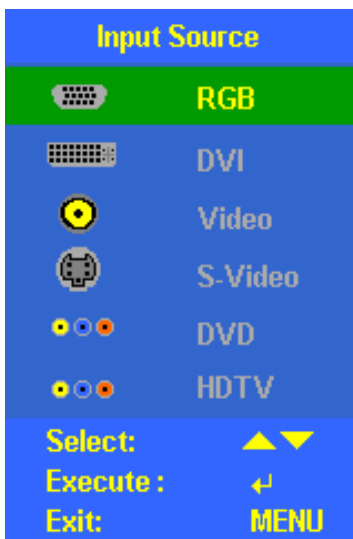 Input Source
RGB
DVI
Video
S-Video
DVD
HDTV
Select: ▲▼
Execute : ↵
Exit: MENU